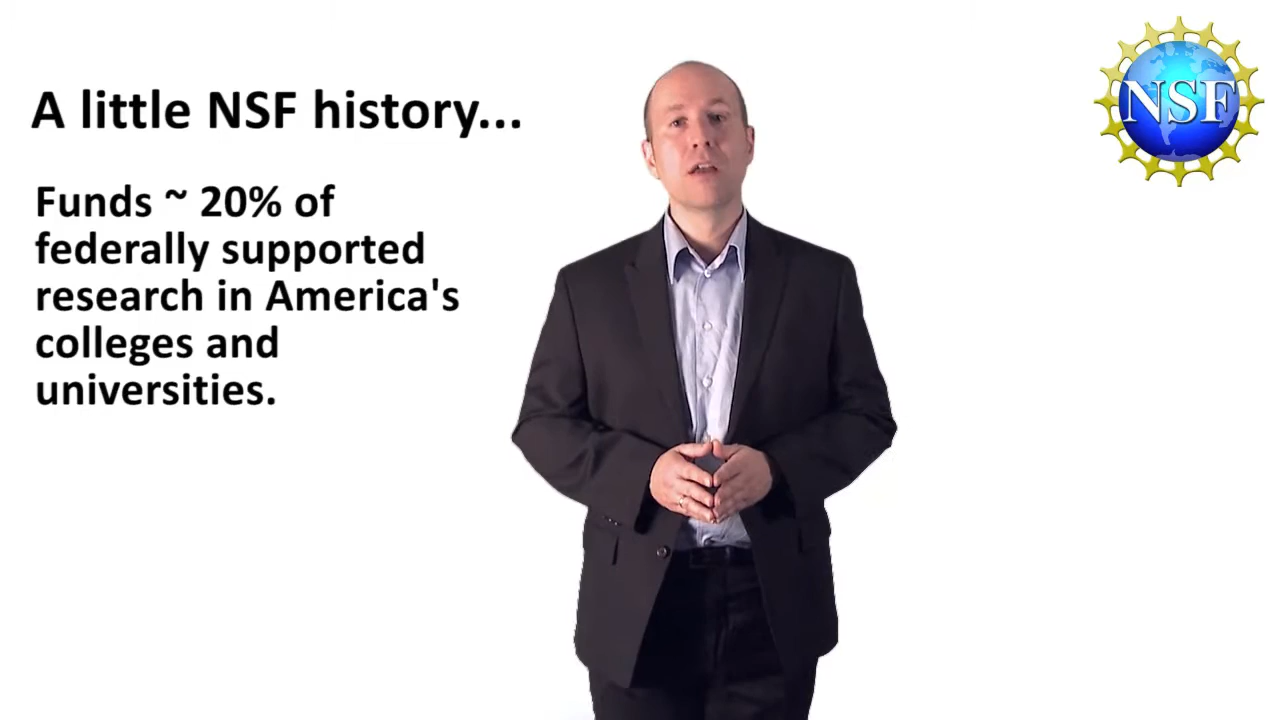 A little NSF history...
Funds ~ 20% of
federally supported
research in America's
colleges and
universities.
NSF